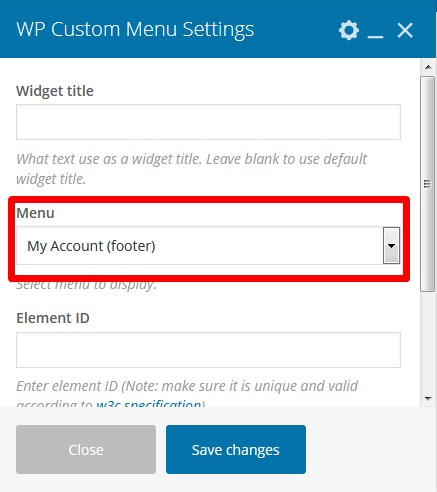 WP Custom Menu Settings
Widget title
What text use as a widget title. Leave blank to use default
widget title.
Menu
My Account (footer)
Select menu to display.
Element ID
Enter element ID (Note: make sure it is unique and valid
according to w3c specification).
Close
Save changes